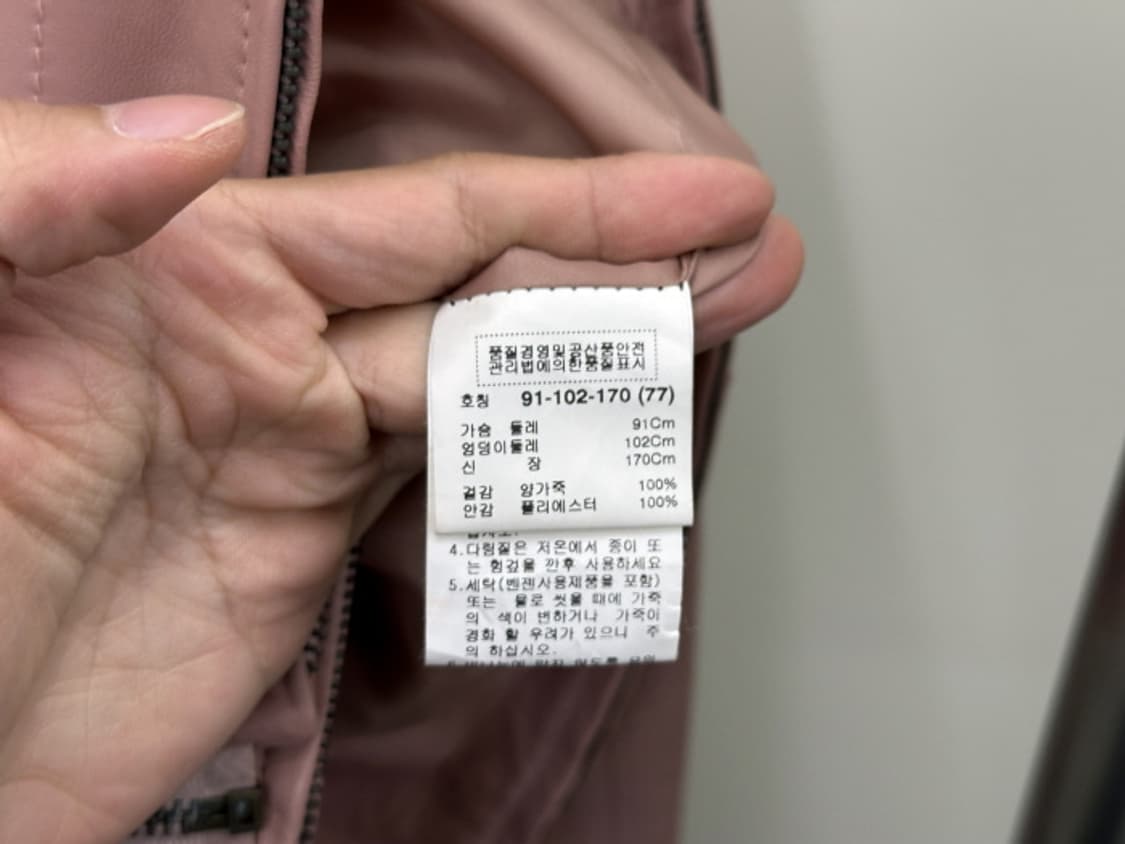 품질경영및공산품안전
관리법에의한품질표시
호칭 91-102-170 (77)
가슴 둘레 91Cm
엉덩이둘레 102Cm
신 장 170Cm
겉감 양가죽 100%
안감 폴리에스터 100%
4.다림질은 저온에서 종이 또
는 헝겊을 깐후 사용하세요
5.세탁(벤젠사용제품을 포함)
또는 물로 씻을 때에 가죽
의 색이 변하거나 가죽이
경화 할 우려가 있으니 주
의 하십시오.